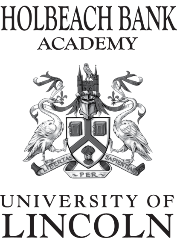 HOLBEACH BANK
ACADEMY
LIBERTAS
PER
SAPIENTIAM
UNIVERSITY OF
LINCOLN